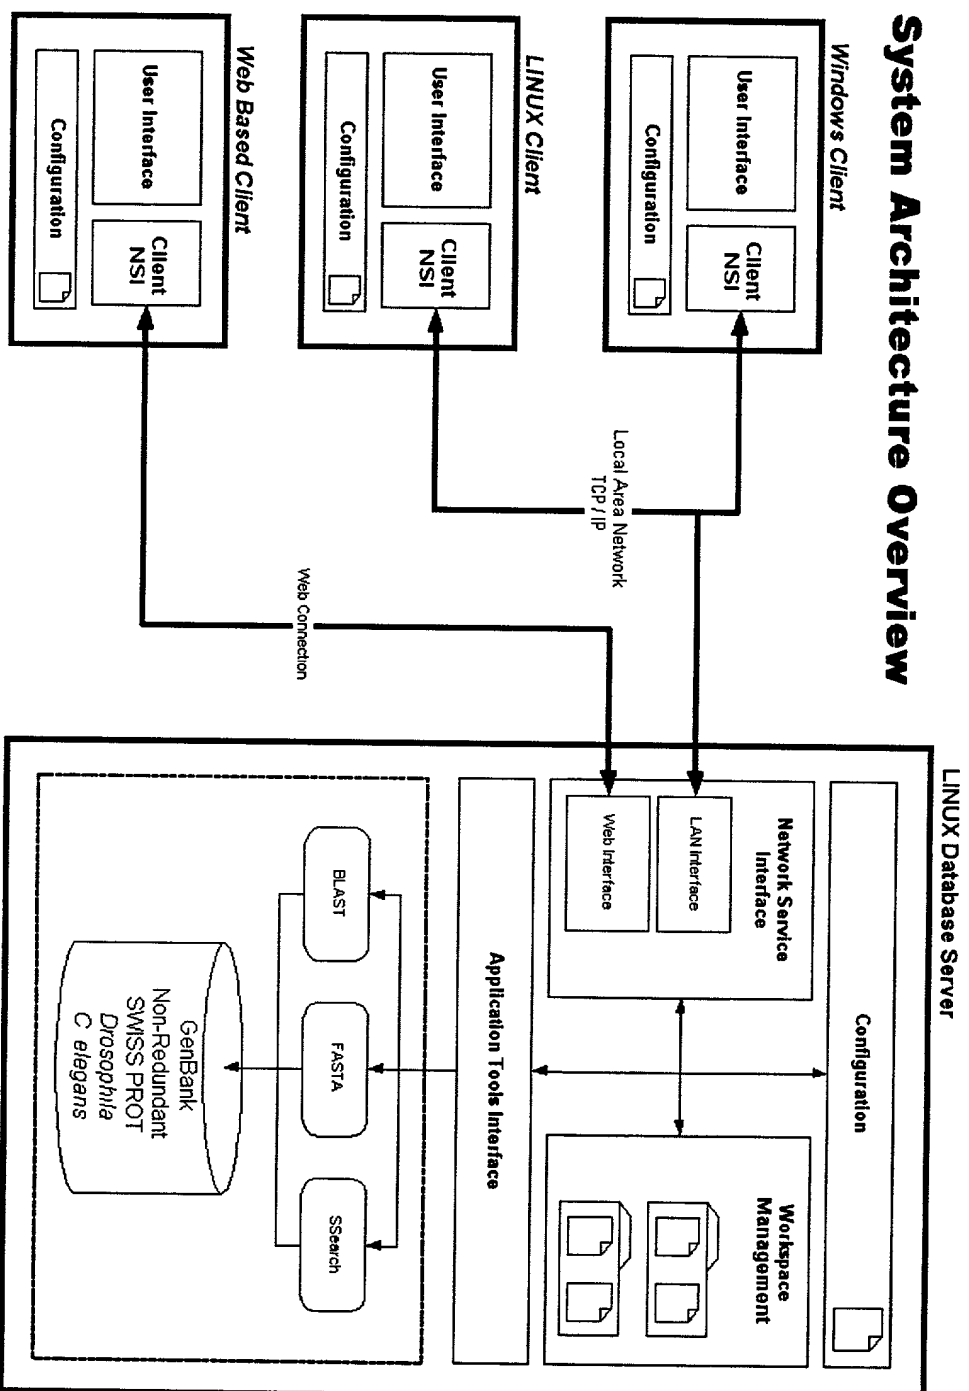 System Architecture Overview
Windows Client
User Interface
Client
NSI
Configuration
LINUX Client
User Interface
Client
NSI
Configuration
Web Based Client
User Interface
Client
NSI
Configuration
Local Area Network
TCP / IP
Web Connection
LINUX Database Server
Configuration
Network Service
Interface
LAN Interface
Web Interface
Workspace
Management
Application Tools Interface
BLAST
FASTA
SSearch
GenBank
Non-Redundant
SWISS PROT
Drosophila
C elegans